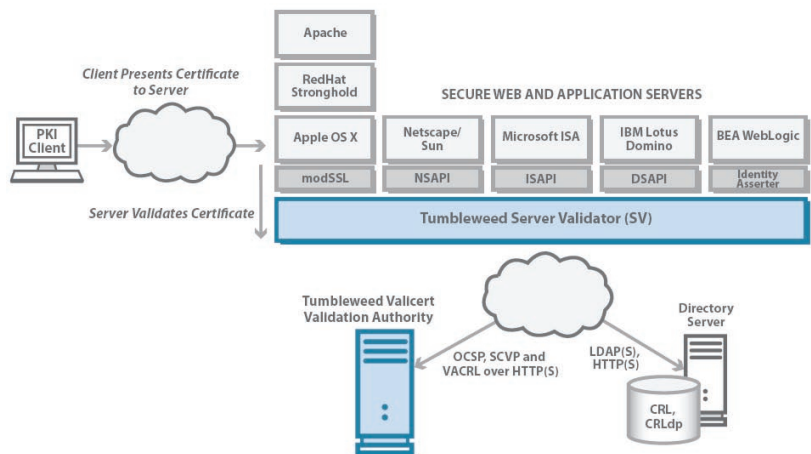 Apache
Client Presents Certificate
to Server
RedHat
Stronghold
SECURE WEB AND APPLICATION SERVERS
PKI
Client
Apple OS X
Netscape/
Sun
Microsoft ISA
IBM Lotus
Domino
BEA WebLogic
modSSL
NSAPI
ISAPI
DSAPI
Identity
Asserter
Server Validates Certificate
Tumbleweed Server Validator (SV)
Tumbleweed Valicert
Validation Authority
Directory
Server
OCSP, SCVP and
VACRL over HTTP(S)
LDAP(S),
HTTP(S)
CRL,
CRLdp